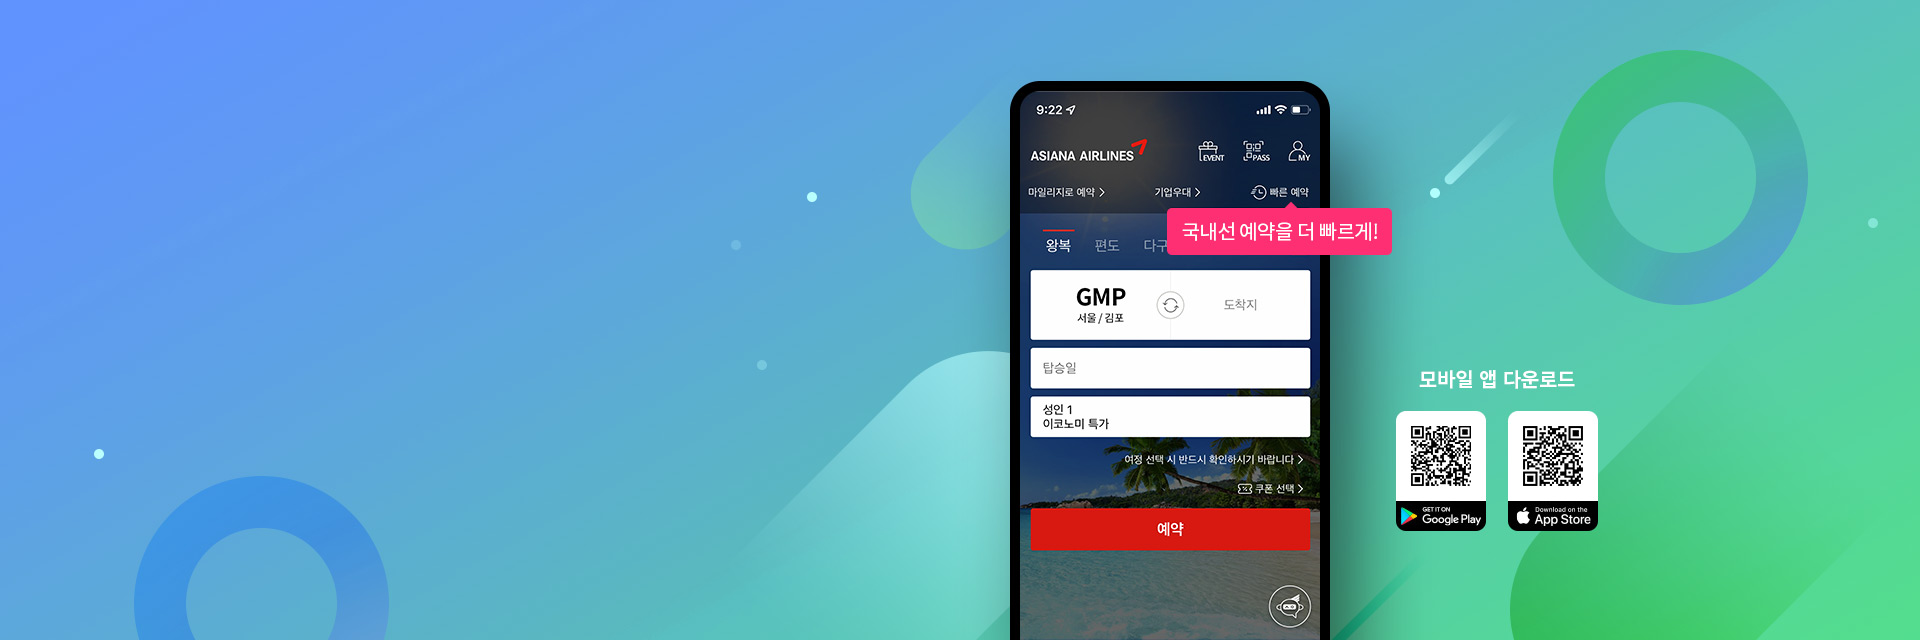 9:22
ASIANA AIRLINES
EVENT
PASS
MY
마일리지로 예약
기업우대
빠른 예약
국내선 예약을 더 빠르게!
왕복
편도
다구
GMP
서울 / 김포
도착지
탑승일
성인 1
이코노미 특가
여정 선택 시 반드시 확인하시기 바랍니다
쿠폰 선택
예약
모바일 앱 다운로드
GET IT ON
Google Play
Download on the
App Store